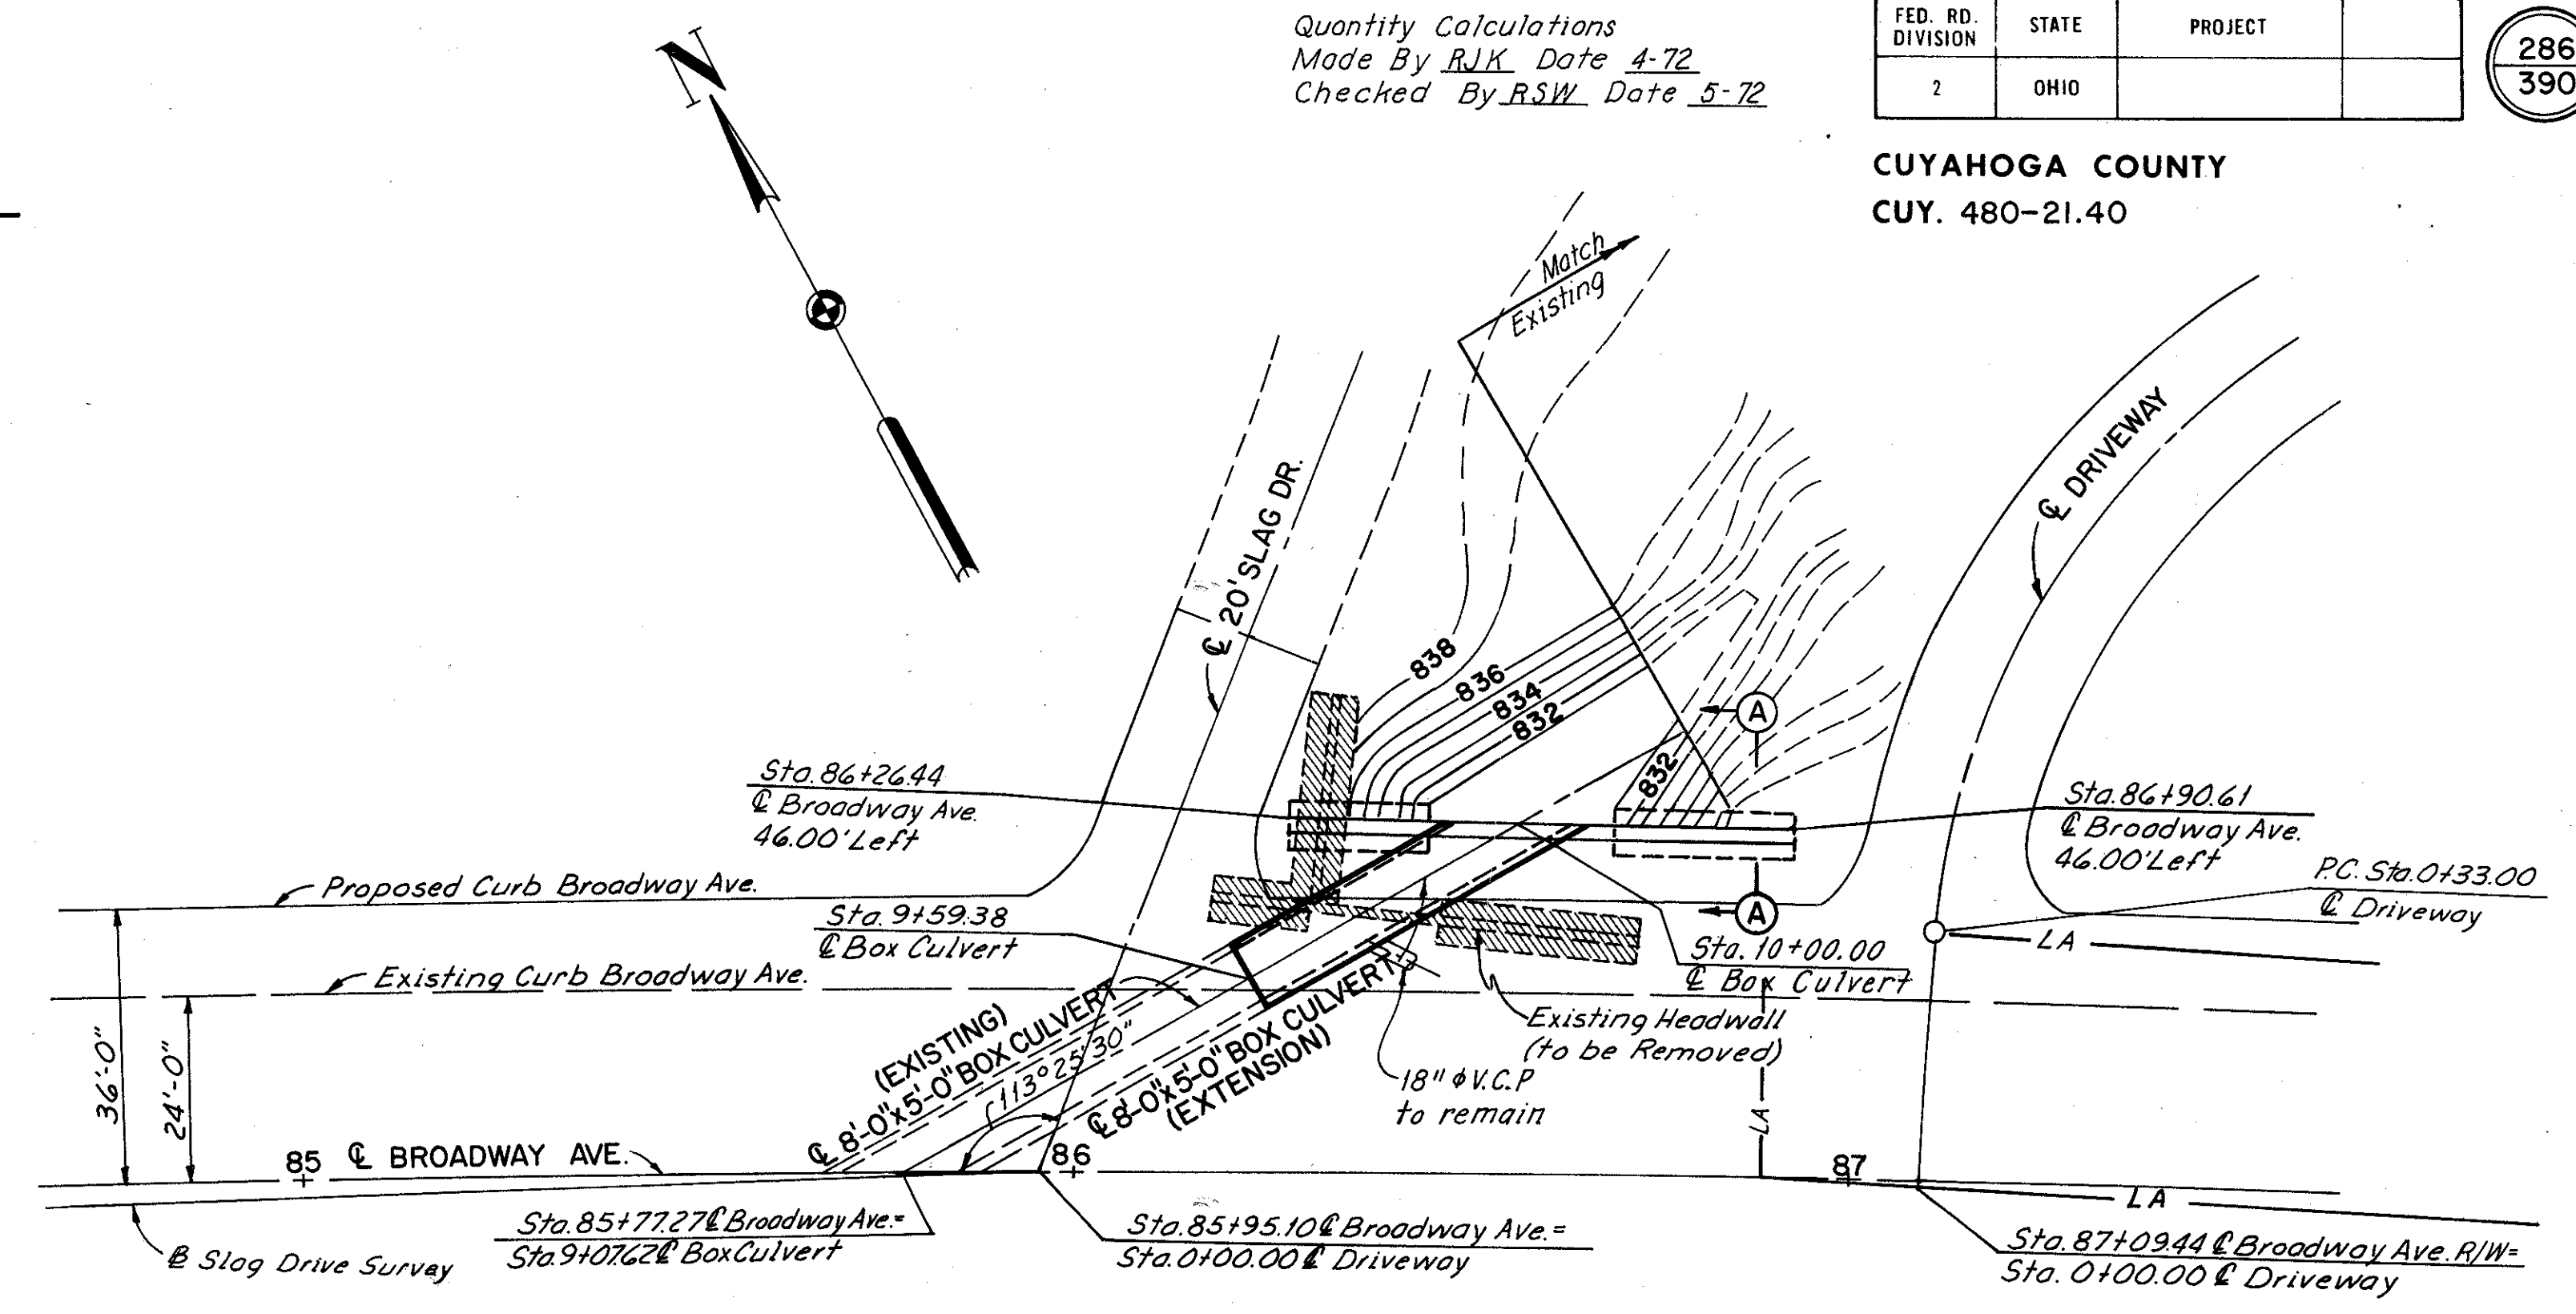 Quantity Calculations
Made By RJK Date 4-72
Checked By RSW Date 5-72
FED. RD. DIVISION
STATE
PROJECT
2
OHIO
286
390
CUYAHOGA COUNTY
CUY. 480-21.40
N
Match
Existing
℄ DRIVEWAY
℄ 20' SLAG DR.
838
836
834
832
832
A
A
Sta. 86+26.44
℄ Broadway Ave.
46.00' Left
Sta. 86+90.61
℄ Broadway Ave.
46.00' Left
P.C. Sta. 0+33.00
℄ Driveway
Proposed Curb Broadway Ave.
Sta. 9+59.38
℄ Box Culvert
Sta. 10+00.00
℄ Box Culvert
LA
Existing Curb Broadway Ave.
Existing Headwall
(to be Removed)
18" φ V.C.P
to remain
36'-0"
24'-0"
(EXISTING)
℄ 8'-0"x5'-0" BOX CULVERT
113°25'30"
℄ 8'-0"x5'-0" BOX CULVERT
(EXTENSION)
LA
85
℄ BROADWAY AVE.
86
87
LA
℔ Slag Drive Survey
Sta. 85+77.27 ℄ Broadway Ave.=
Sta. 9+07.62 ℄ Box Culvert
Sta. 85+95.10 ℄ Broadway Ave.=
Sta. 0+00.00 ℄ Driveway
Sta. 87+09.44 ℄ Broadway Ave. R/W=
Sta. 0+00.00 ℄ Driveway